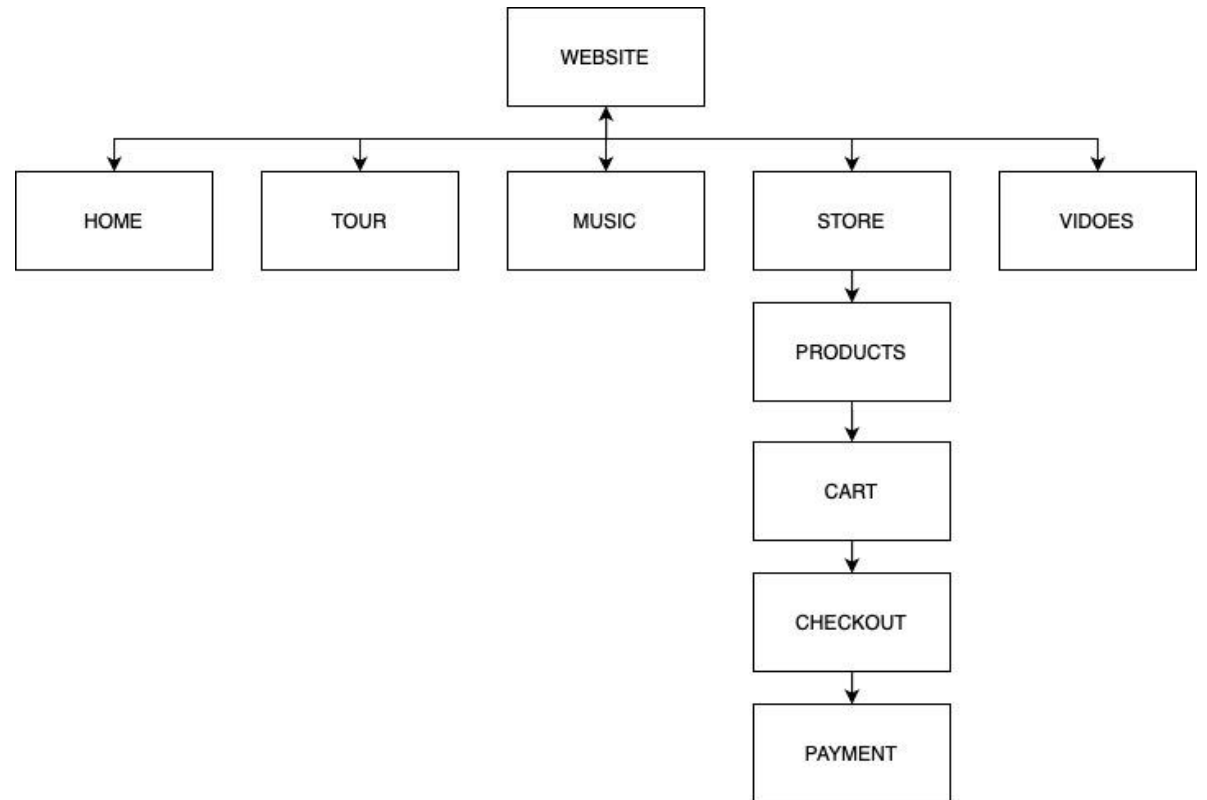 WEBSITE
HOME
TOUR
MUSIC
STORE
VIDOES
PRODUCTS
CART
CHECKOUT
PAYMENT